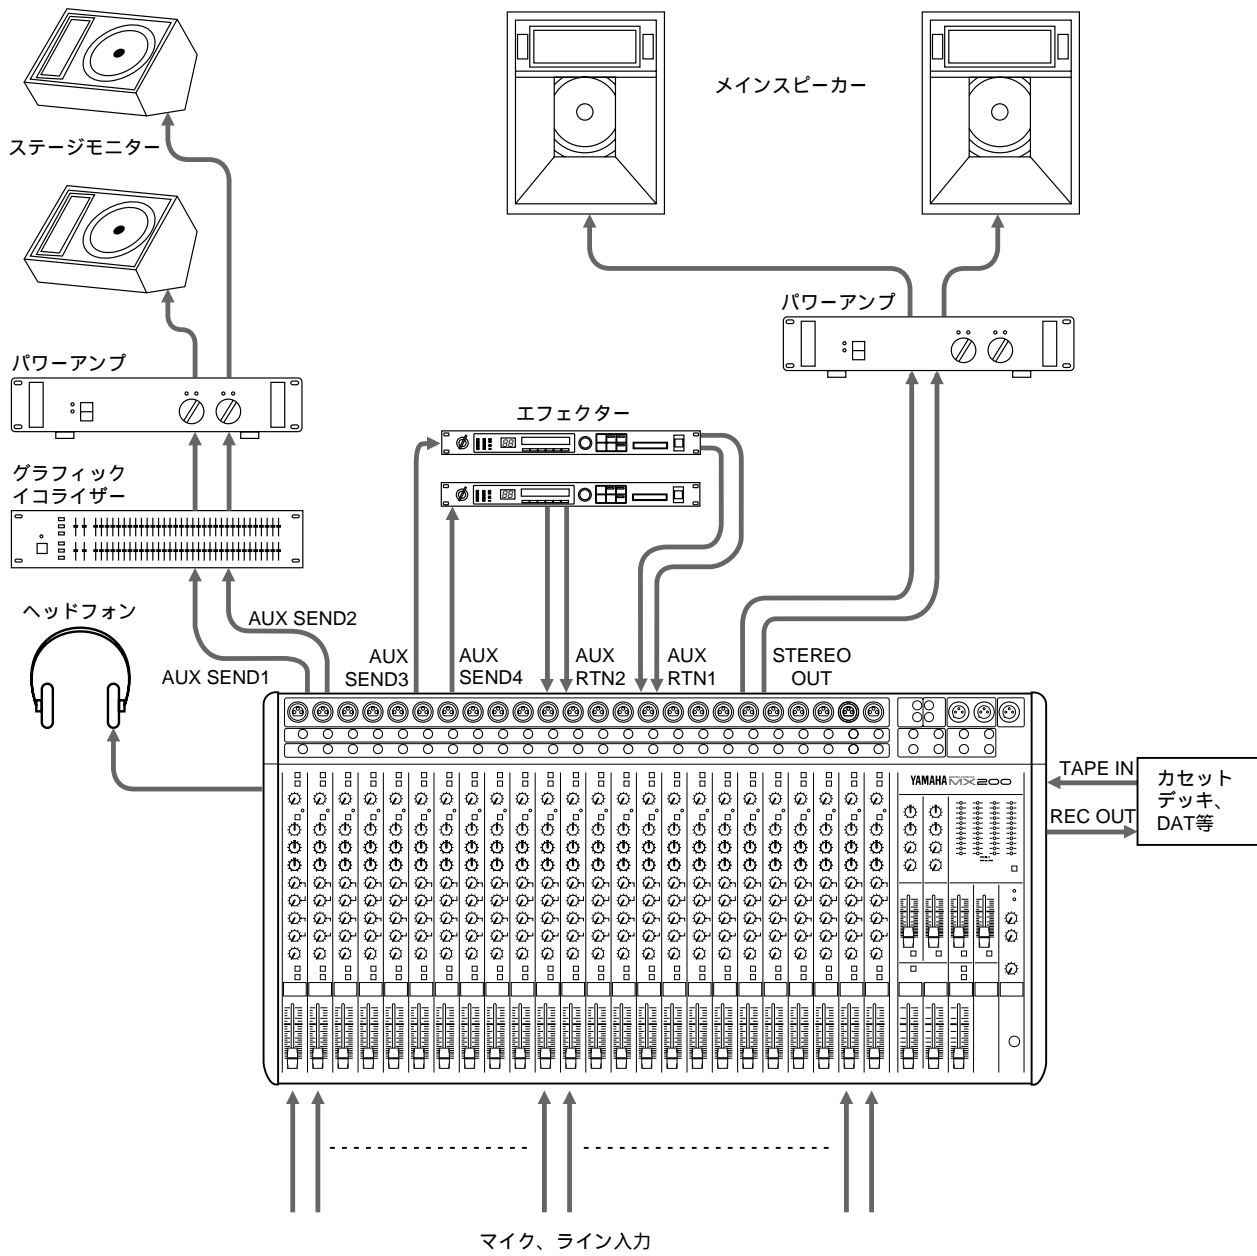 メインスピーカー
ステージモニター
パワーアンプ
パワーアンプ
エフェクター
グラフィック
イコライザー
ヘッドフォン
AUX SEND2
AUX SEND1
AUX
SEND3
AUX
SEND4
AUX
RTN2
AUX
RTN1
STEREO
OUT
YAMAHA MX200
TAPE IN
REC OUT
カセット
デッキ、
DAT等
マイク、ライン入力